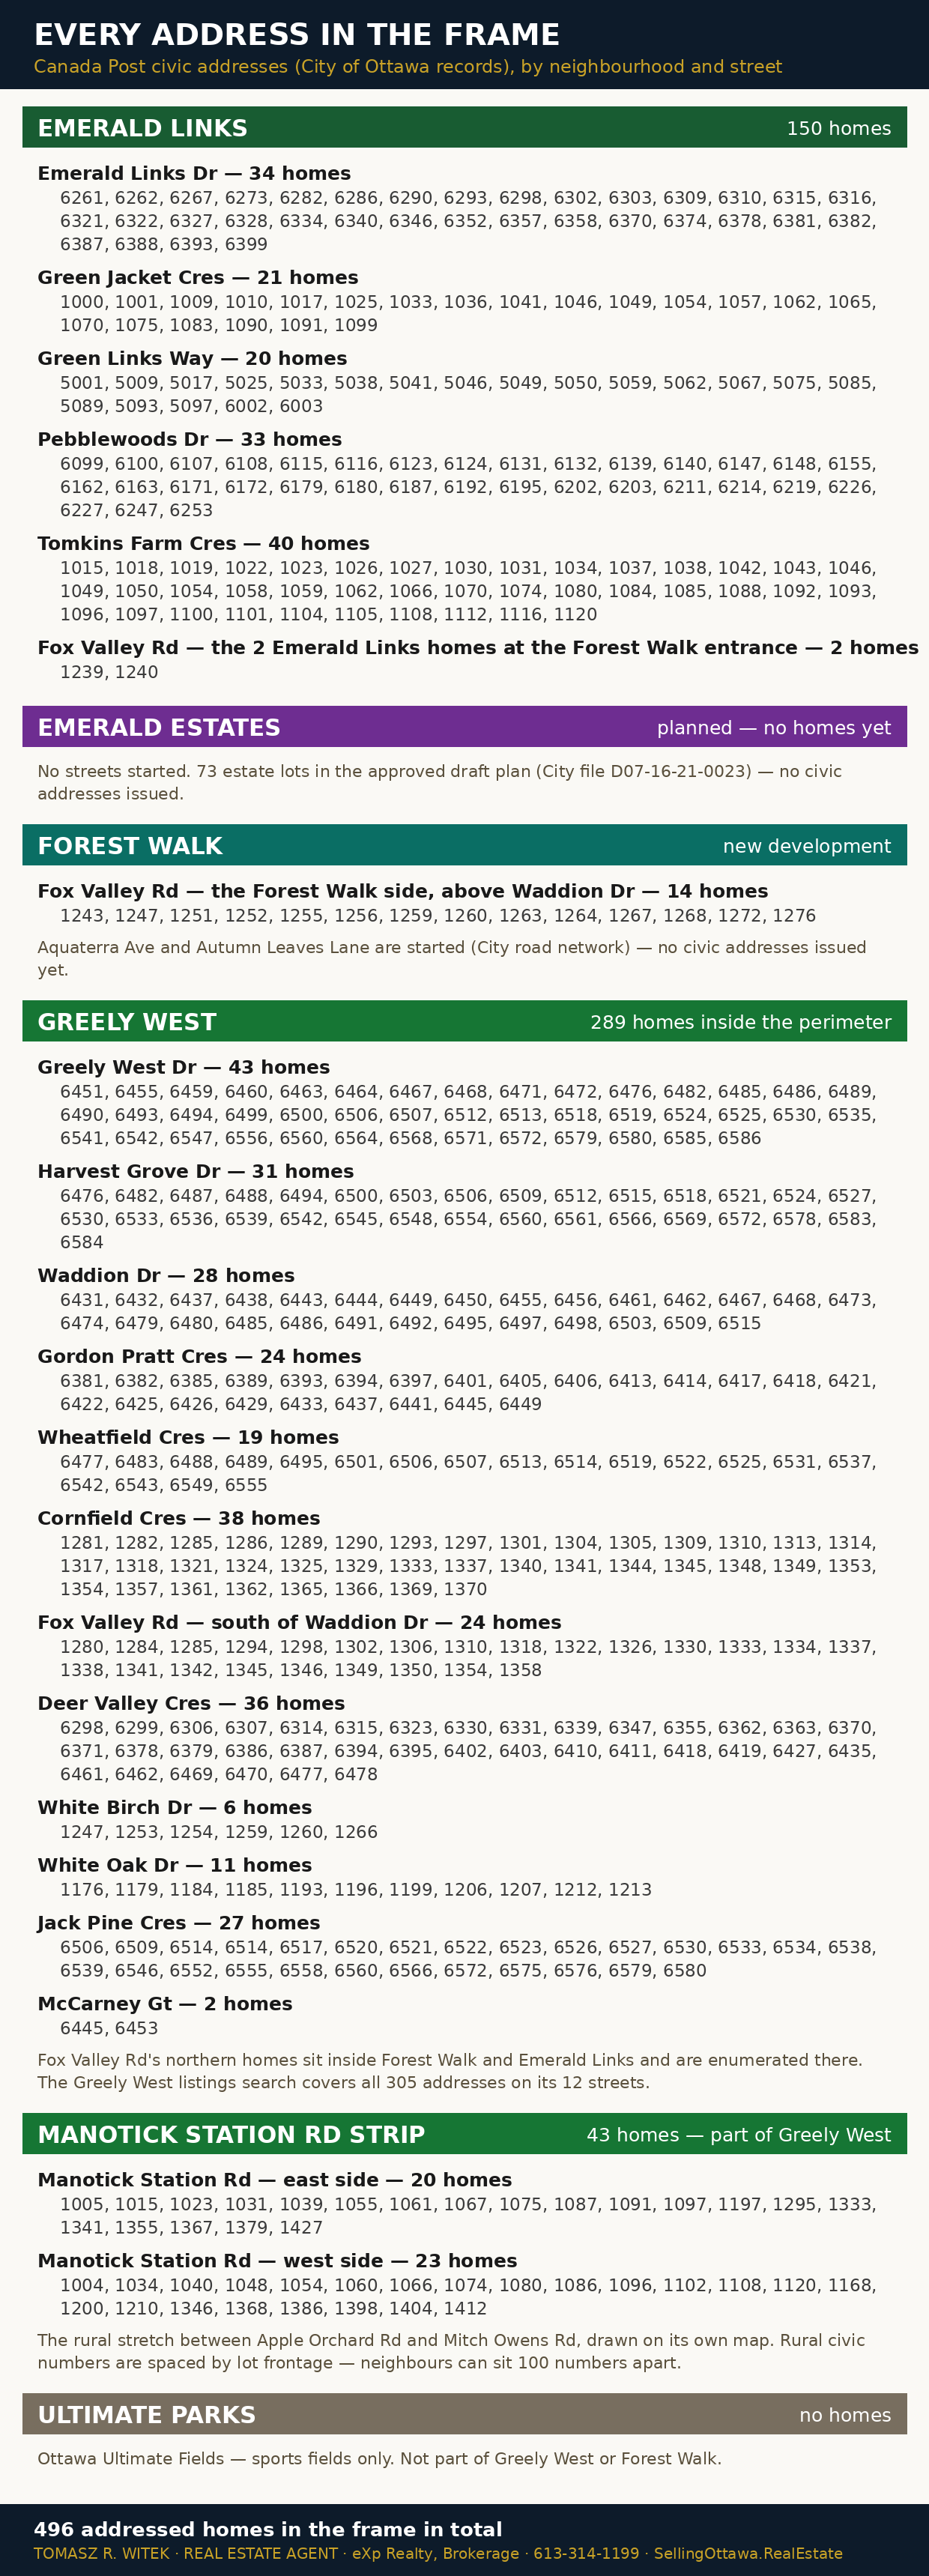 EVERY ADDRESS IN THE FRAME
Canada Post civic addresses (City of Ottawa records), by neighbourhood and street
EMERALD LINKS
150 homes
Emerald Links Dr — 34 homes
6261, 6262, 6267, 6273, 6282, 6286, 6290, 6293, 6298, 6302, 6303, 6309, 6310, 6315, 6316,
6321, 6322, 6327, 6328, 6334, 6340, 6346, 6352, 6357, 6358, 6370, 6374, 6378, 6381, 6382,
6387, 6388, 6393, 6399
Green Jacket Cres — 21 homes
1000, 1001, 1009, 1010, 1017, 1025, 1033, 1036, 1041, 1046, 1049, 1054, 1057, 1062, 1065,
1070, 1075, 1083, 1090, 1091, 1099
Green Links Way — 20 homes
5001, 5009, 5017, 5025, 5033, 5038, 5041, 5046, 5049, 5050, 5059, 5062, 5067, 5075, 5085,
5089, 5093, 5097, 6002, 6003
Pebblewoods Dr — 33 homes
6099, 6100, 6107, 6108, 6115, 6116, 6123, 6124, 6131, 6132, 6139, 6140, 6147, 6148, 6155,
6162, 6163, 6171, 6172, 6179, 6180, 6187, 6192, 6195, 6202, 6203, 6211, 6214, 6219, 6226,
6227, 6247, 6253
Tomkins Farm Cres — 40 homes
1015, 1018, 1019, 1022, 1023, 1026, 1027, 1030, 1031, 1034, 1037, 1038, 1042, 1043, 1046,
1049, 1050, 1054, 1058, 1059, 1062, 1066, 1070, 1074, 1080, 1084, 1085, 1088, 1092, 1093,
1096, 1097, 1100, 1101, 1104, 1105, 1108, 1112, 1116, 1120
Fox Valley Rd — the 2 Emerald Links homes at the Forest Walk entrance — 2 homes
1239, 1240
EMERALD ESTATES
planned — no homes yet
No streets started. 73 estate lots in the approved draft plan (City file D07-16-21-0023) — no civic
addresses issued.
FOREST WALK
new development
Fox Valley Rd — the Forest Walk side, above Waddion Dr — 14 homes
1243, 1247, 1251, 1252, 1255, 1256, 1259, 1260, 1263, 1264, 1267, 1268, 1272, 1276
Aquaterra Ave and Autumn Leaves Lane are started (City road network) — no civic addresses issued
yet.
GREELY WEST
289 homes inside the perimeter
Greely West Dr — 43 homes
6451, 6455, 6459, 6460, 6463, 6464, 6467, 6468, 6471, 6472, 6476, 6482, 6485, 6486, 6489,
6490, 6493, 6494, 6499, 6500, 6506, 6507, 6512, 6513, 6518, 6519, 6524, 6525, 6530, 6535,
6541, 6542, 6547, 6556, 6560, 6564, 6568, 6571, 6572, 6579, 6580, 6585, 6586
Harvest Grove Dr — 31 homes
6476, 6482, 6487, 6488, 6494, 6500, 6503, 6506, 6509, 6512, 6515, 6518, 6521, 6524, 6527,
6530, 6533, 6536, 6539, 6542, 6545, 6548, 6554, 6560, 6561, 6566, 6569, 6572, 6578, 6583,
6584
Waddion Dr — 28 homes
6431, 6432, 6437, 6438, 6443, 6444, 6449, 6450, 6455, 6456, 6461, 6462, 6467, 6468, 6473,
6474, 6479, 6480, 6485, 6486, 6491, 6492, 6495, 6497, 6498, 6503, 6509, 6515
Gordon Pratt Cres — 24 homes
6381, 6382, 6385, 6389, 6393, 6394, 6397, 6401, 6405, 6406, 6413, 6414, 6417, 6418, 6421,
6422, 6425, 6426, 6429, 6433, 6437, 6441, 6445, 6449
Wheatfield Cres — 19 homes
6477, 6483, 6488, 6489, 6495, 6501, 6506, 6507, 6513, 6514, 6519, 6522, 6525, 6531, 6537,
6542, 6543, 6549, 6555
Cornfield Cres — 38 homes
1281, 1282, 1285, 1286, 1289, 1290, 1293, 1297, 1301, 1304, 1305, 1309, 1310, 1313, 1314,
1317, 1318, 1321, 1324, 1325, 1329, 1333, 1337, 1340, 1341, 1344, 1345, 1348, 1349, 1353,
1354, 1357, 1361, 1362, 1365, 1366, 1369, 1370
Fox Valley Rd — south of Waddion Dr — 24 homes
1280, 1284, 1285, 1294, 1298, 1302, 1306, 1310, 1318, 1322, 1326, 1330, 1333, 1334, 1337,
1338, 1341, 1342, 1345, 1346, 1349, 1350, 1354, 1358
Deer Valley Cres — 36 homes
6298, 6299, 6306, 6307, 6314, 6315, 6323, 6330, 6331, 6339, 6347, 6355, 6362, 6363, 6370,
6371, 6378, 6379, 6386, 6387, 6394, 6395, 6402, 6403, 6410, 6411, 6418, 6419, 6427, 6435,
6461, 6462, 6469, 6470, 6477, 6478
White Birch Dr — 6 homes
1247, 1253, 1254, 1259, 1260, 1266
White Oak Dr — 11 homes
1176, 1179, 1184, 1185, 1193, 1196, 1199, 1206, 1207, 1212, 1213
Jack Pine Cres — 27 homes
6506, 6509, 6514, 6514, 6517, 6520, 6521, 6522, 6523, 6526, 6527, 6530, 6533, 6534, 6538,
6539, 6546, 6552, 6555, 6558, 6560, 6566, 6572, 6575, 6576, 6579, 6580
McCarney Gt — 2 homes
6445, 6453
Fox Valley Rd's northern homes sit inside Forest Walk and Emerald Links and are enumerated there.
The Greely West listings search covers all 305 addresses on its 12 streets.
MANOTICK STATION RD STRIP
43 homes — part of Greely West
Manotick Station Rd — east side — 20 homes
1005, 1015, 1023, 1031, 1039, 1055, 1061, 1067, 1075, 1087, 1091, 1097, 1197, 1295, 1333,
1341, 1355, 1367, 1379, 1427
Manotick Station Rd — west side — 23 homes
1004, 1034, 1040, 1048, 1054, 1060, 1066, 1074, 1080, 1086, 1096, 1102, 1108, 1120, 1168,
1200, 1210, 1346, 1368, 1386, 1398, 1404, 1412
The rural stretch between Apple Orchard Rd and Mitch Owens Rd, drawn on its own map. Rural civic
numbers are spaced by lot frontage — neighbours can sit 100 numbers apart.
ULTIMATE PARKS
no homes
Ottawa Ultimate Fields — sports fields only. Not part of Greely West or Forest Walk.
496 addressed homes in the frame in total
TOMASZ R. WITEK · REAL ESTATE AGENT · eXp Realty, Brokerage · 613-314-1199 · SellingOttawa.RealEstate